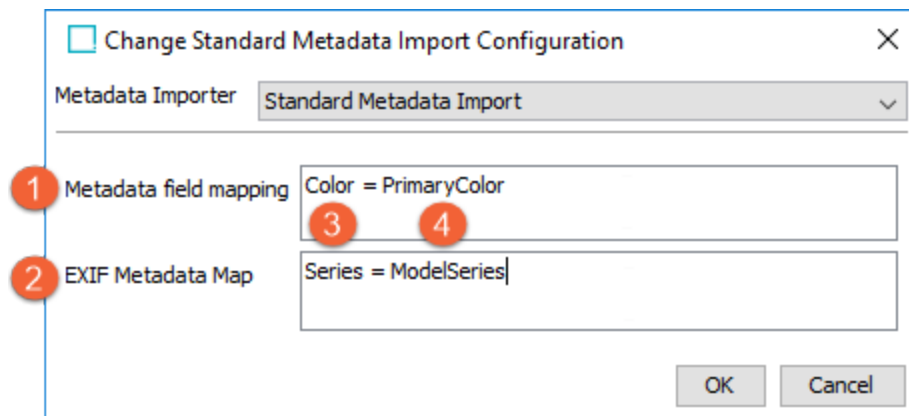 Change Standard Metadata Import Configuration
Metadata Importer Standard Metadata Import
1 Metadata field mapping Color = PrimaryColor
3 4
2 EXIF Metadata Map Series = ModelSeries
OK Cancel